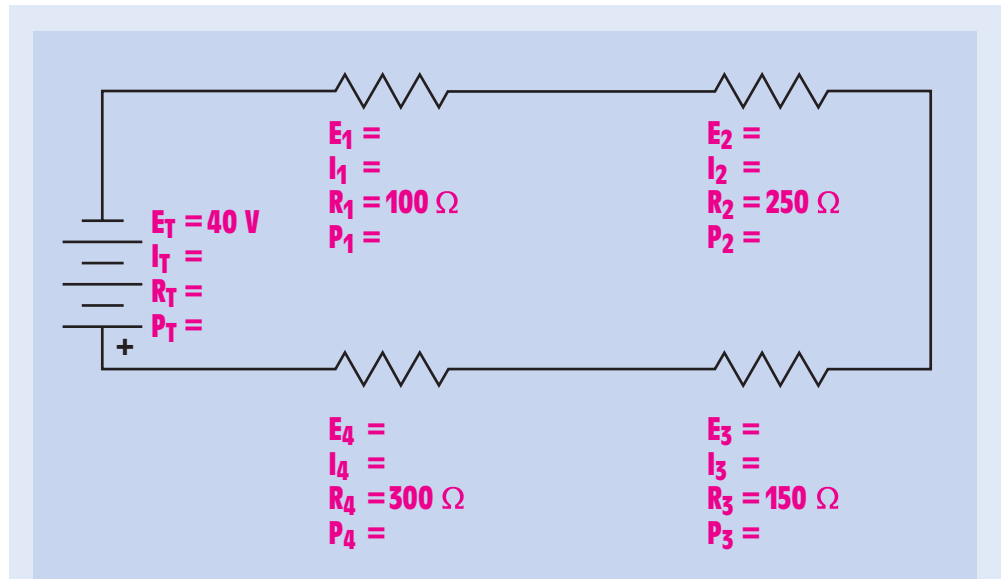 E1 =
I1 =
R1 = 100 Ω
P1 =
E2 =
I2 =
R2 = 250 Ω
P2 =
ET = 40 V
IT =
RT =
PT =
+
E4 =
I4 =
R4 = 300 Ω
P4 =
E3 =
I3 =
R3 = 150 Ω
P3 =